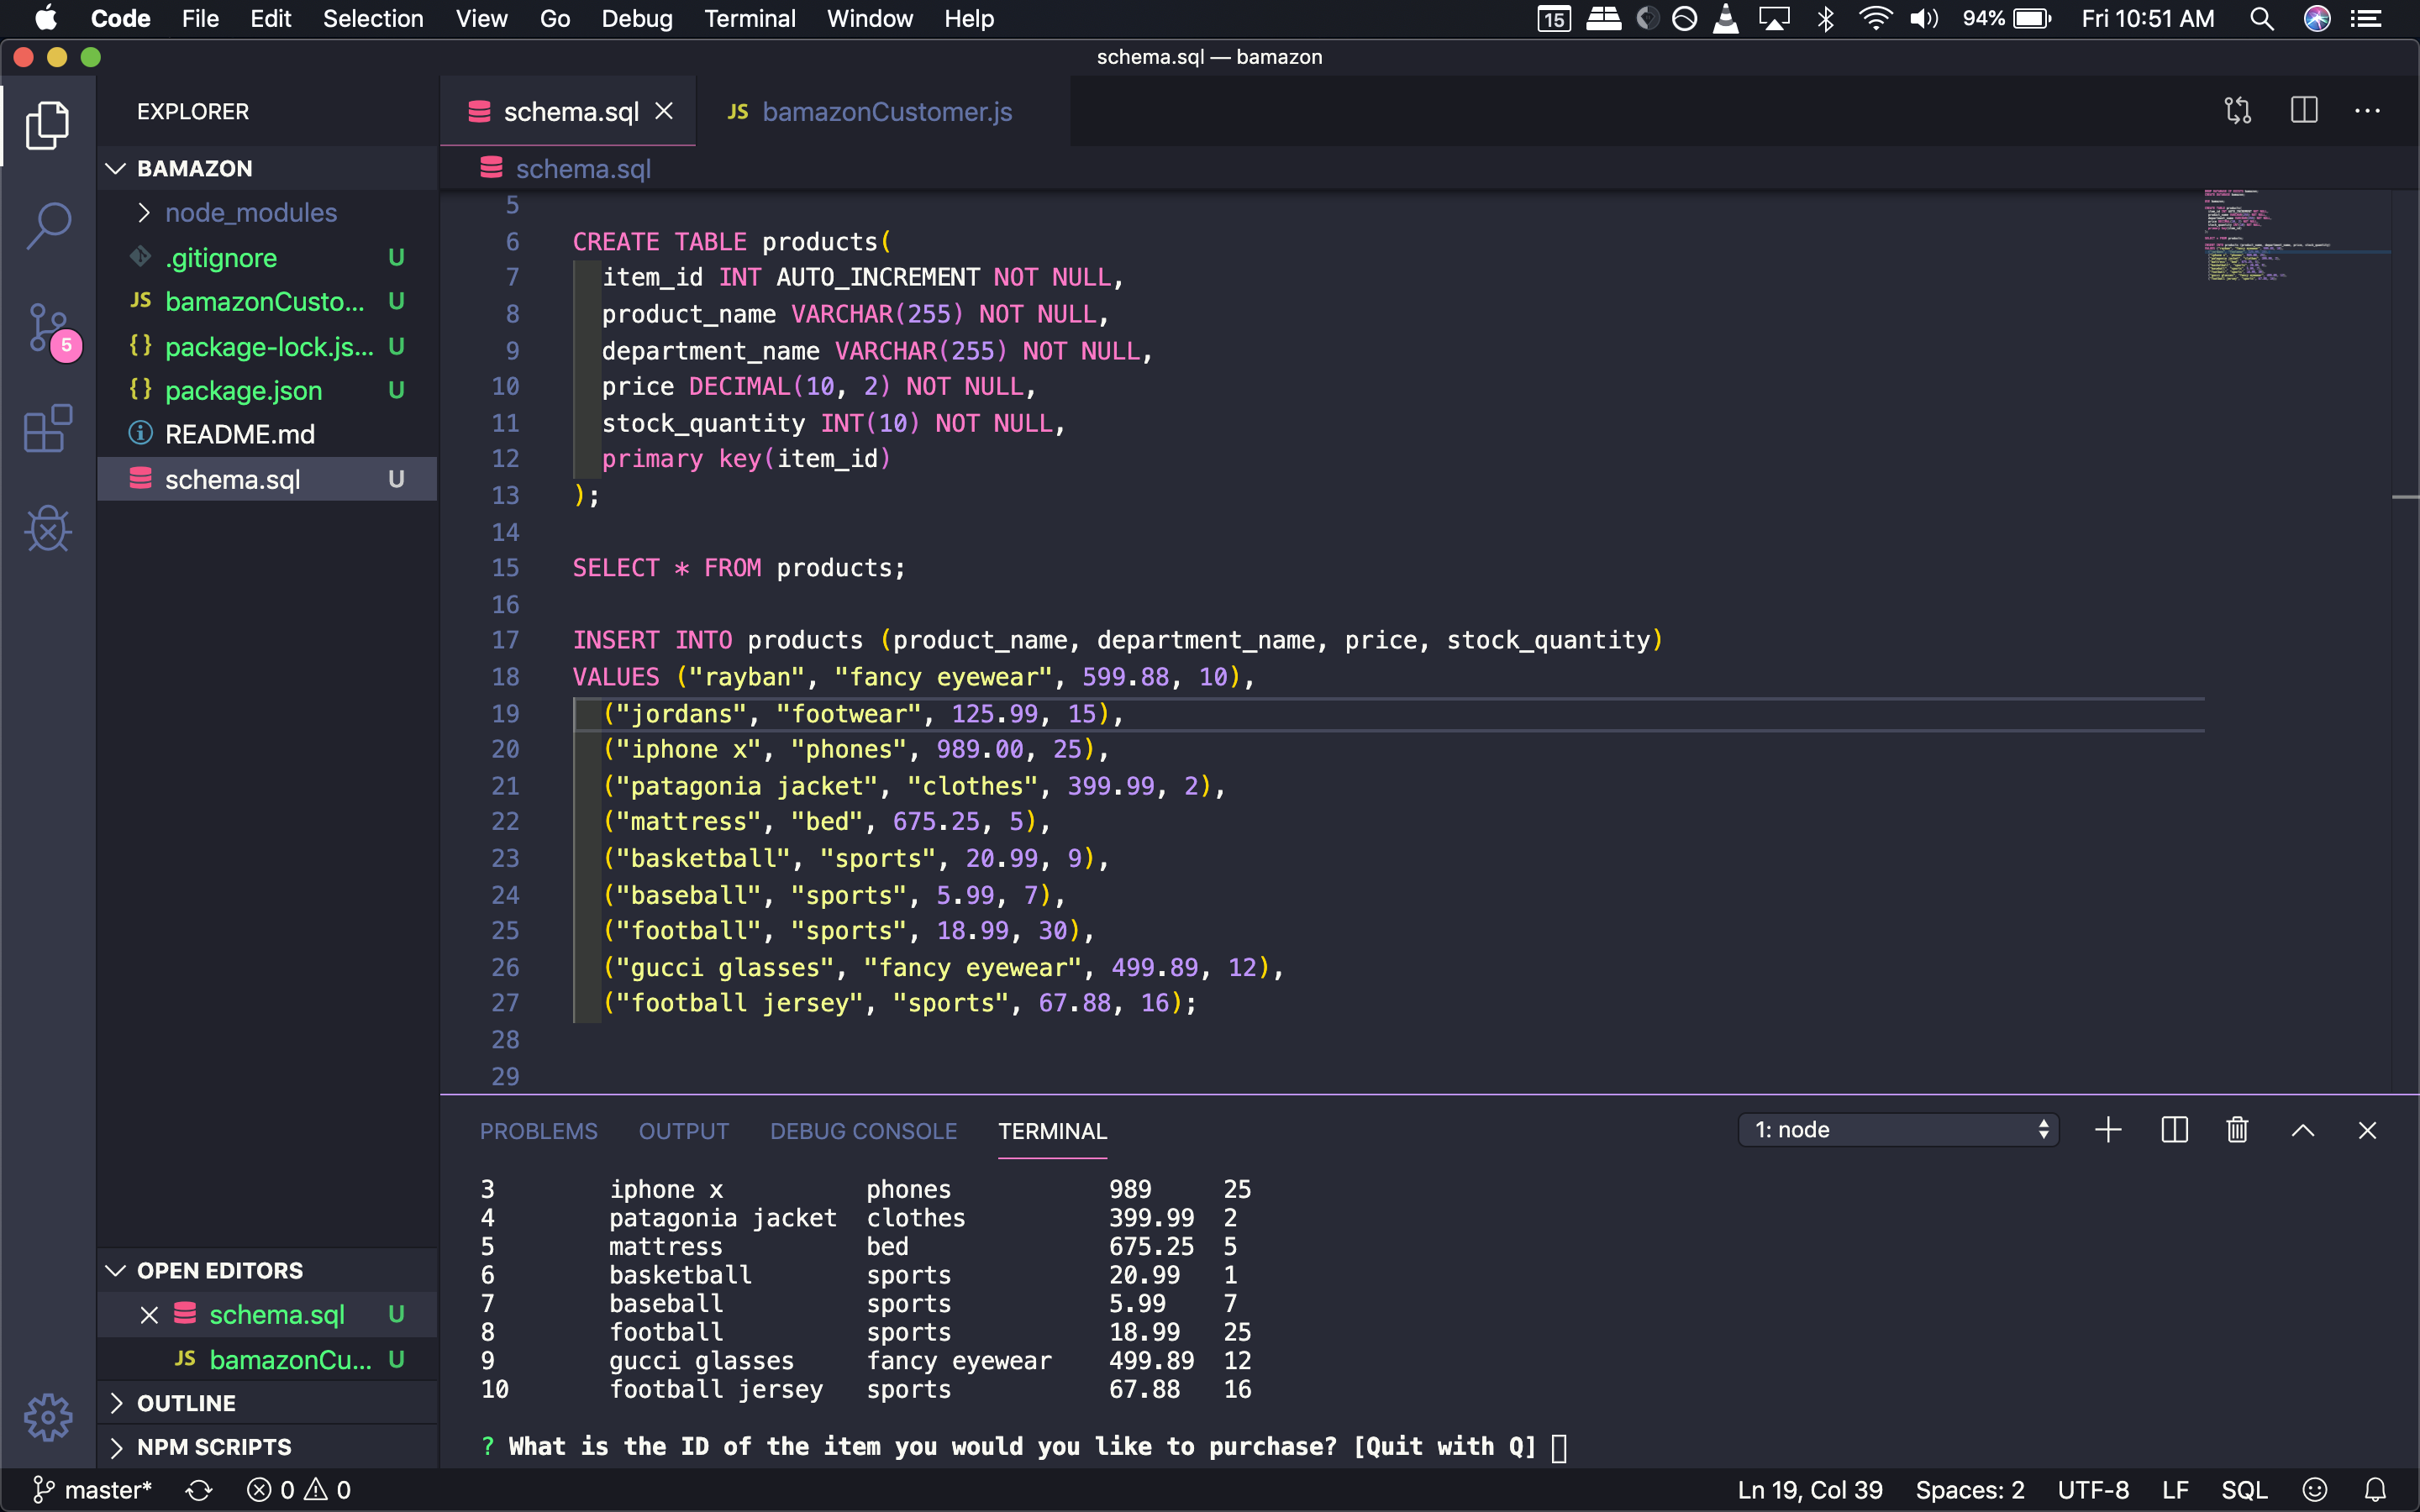 Code File Edit Selection View Go Debug Terminal Window Help 15 94% Fri 10:51 AM
schema.sql — bamazon
EXPLORER
BAMAZON
node_modules
.gitignore U
JS bamazonCusto... U
{} package-lock.js... U
{} package.json U
README.md
schema.sql U
5
OPEN EDITORS
schema.sql U
JS bamazonCu... U
OUTLINE
NPM SCRIPTS
schema.sql JS bamazonCustomer.js
schema.sql
5
6 CREATE TABLE products(
7 item_id INT AUTO_INCREMENT NOT NULL,
8 product_name VARCHAR(255) NOT NULL,
9 department_name VARCHAR(255) NOT NULL,
10 price DECIMAL(10, 2) NOT NULL,
11 stock_quantity INT(10) NOT NULL,
12 primary key(item_id)
13 );
14
15 SELECT * FROM products;
16
17 INSERT INTO products (product_name, department_name, price, stock_quantity)
18 VALUES ("rayban", "fancy eyewear", 599.88, 10),
19 ("jordans", "footwear", 125.99, 15),
20 ("iphone x", "phones", 989.00, 25),
21 ("patagonia jacket", "clothes", 399.99, 2),
22 ("mattress", "bed", 675.25, 5),
23 ("basketball", "sports", 20.99, 9),
24 ("baseball", "sports", 5.99, 7),
25 ("football", "sports", 18.99, 30),
26 ("gucci glasses", "fancy eyewear", 499.89, 12),
27 ("football jersey", "sports", 67.88, 16);
28
29
PROBLEMS OUTPUT DEBUG CONSOLE TERMINAL 1: node
3 iphone x phones 989 25
4 patagonia jacket clothes 399.99 2
5 mattress bed 675.25 5
6 basketball sports 20.99 1
7 baseball sports 5.99 7
8 football sports 18.99 25
9 gucci glasses fancy eyewear 499.89 12
10 football jersey sports 67.88 16
? What is the ID of the item you would you like to purchase? [Quit with Q]
master* 0 0 Ln 19, Col 39 Spaces: 2 UTF-8 LF SQL